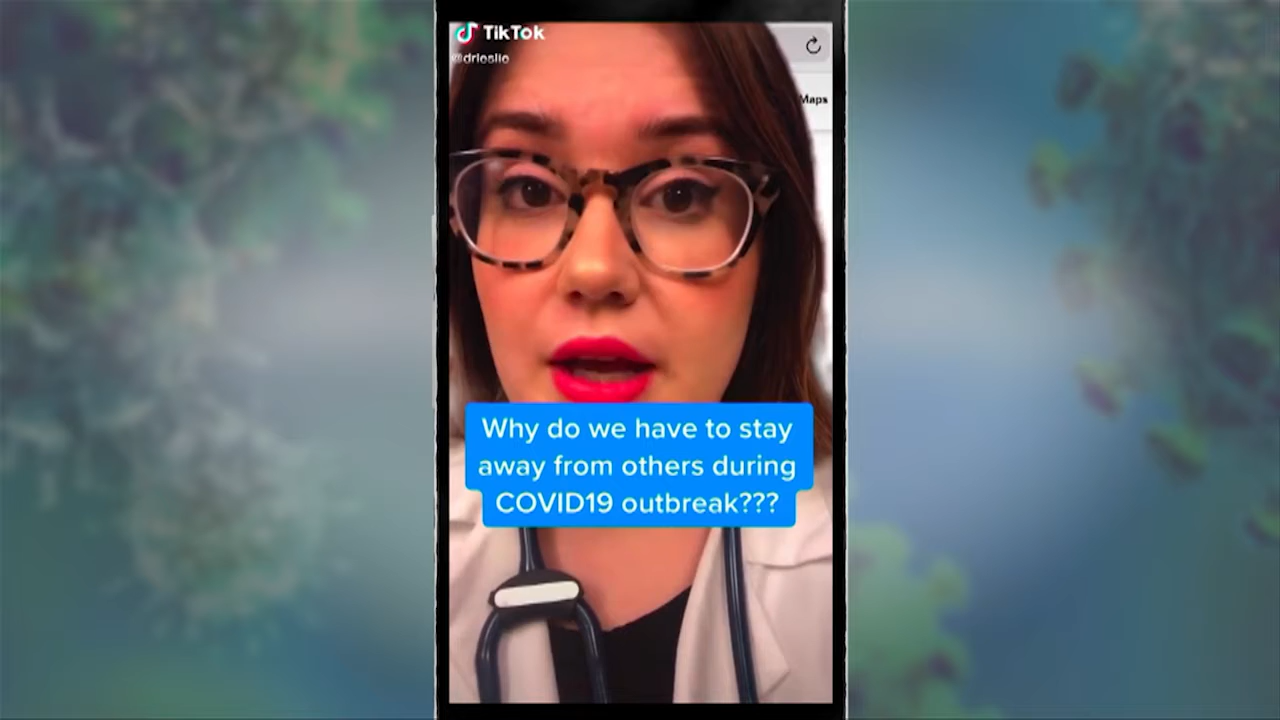 TikTok
@drleslie
Maps
Why do we have to stay
away from others during
COVID19 outbreak???